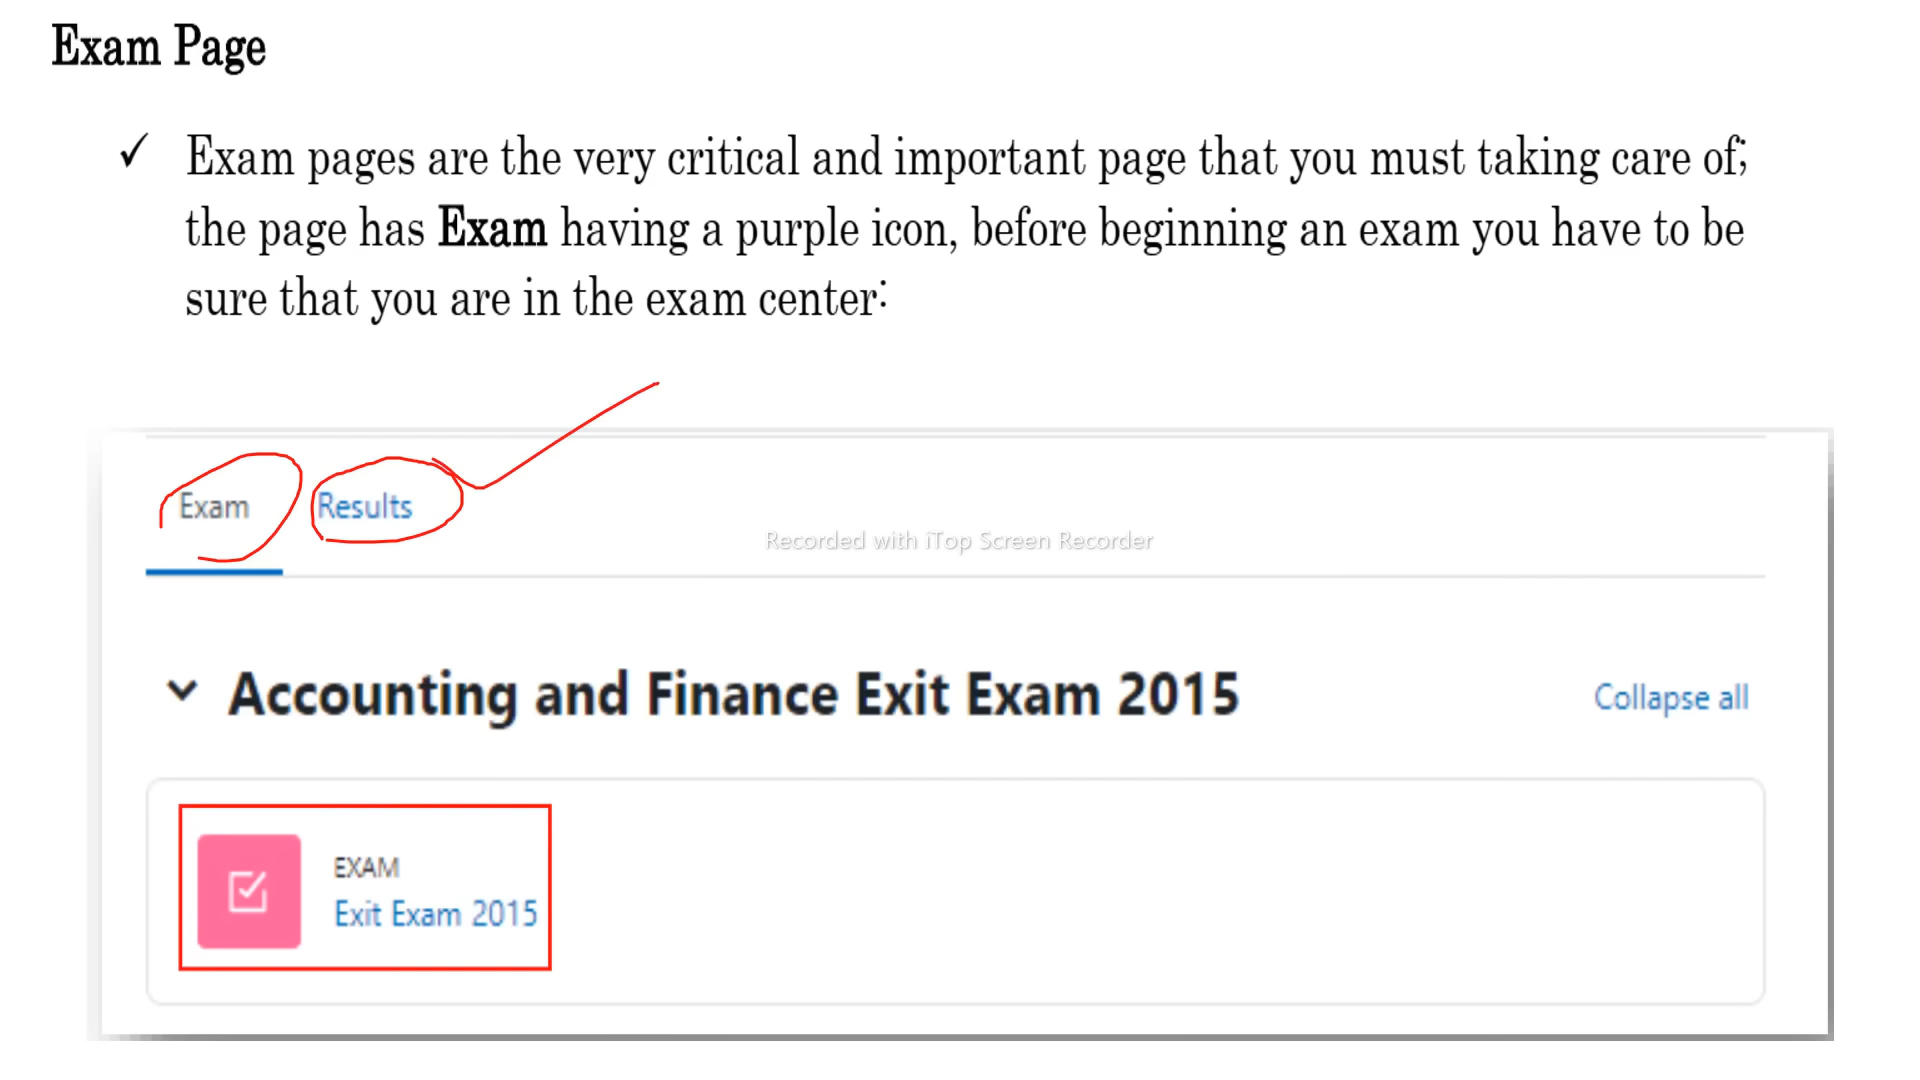 Exam Page
✓ Exam pages are the very critical and important page that you must taking care of;
the page has Exam having a purple icon, before beginning an exam you have to be
sure that you are in the exam center:
Exam Results
Recorded with iTop Screen Recorder
Accounting and Finance Exit Exam 2015 Collapse all
EXAM
Exit Exam 2015